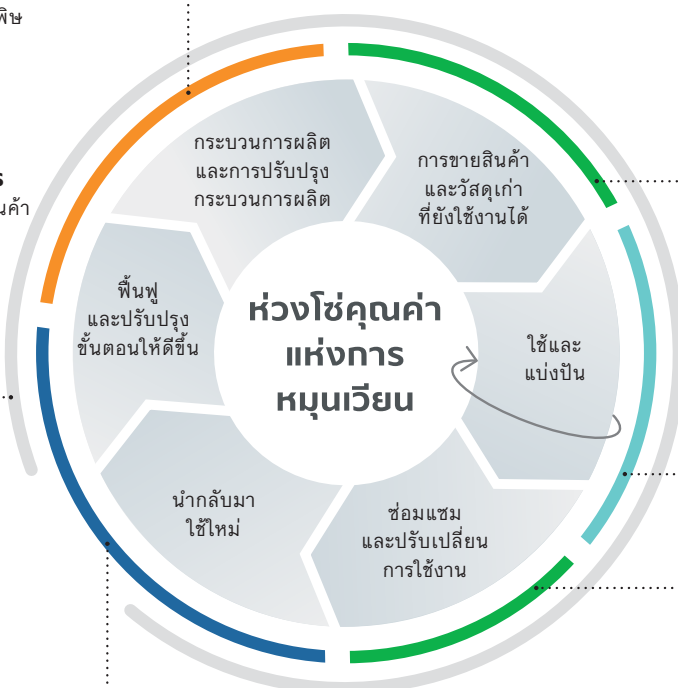 กระบวนการผลิต
และการปรับปรุง
กระบวนการผลิต
การขายสินค้า
และวัสดุเก่า
ที่ยังใช้งานได้
ฟื้นฟู
และปรับปรุง
ขั้นตอนให้ดีขึ้น
ห่วงโซ่คุณค่า
แห่งการ
หมุนเวียน
ใช้และ
แบ่งปัน
นำกลับมา
ใช้ใหม่
ซ่อมแซม
และปรับเปลี่ยน
การใช้งาน